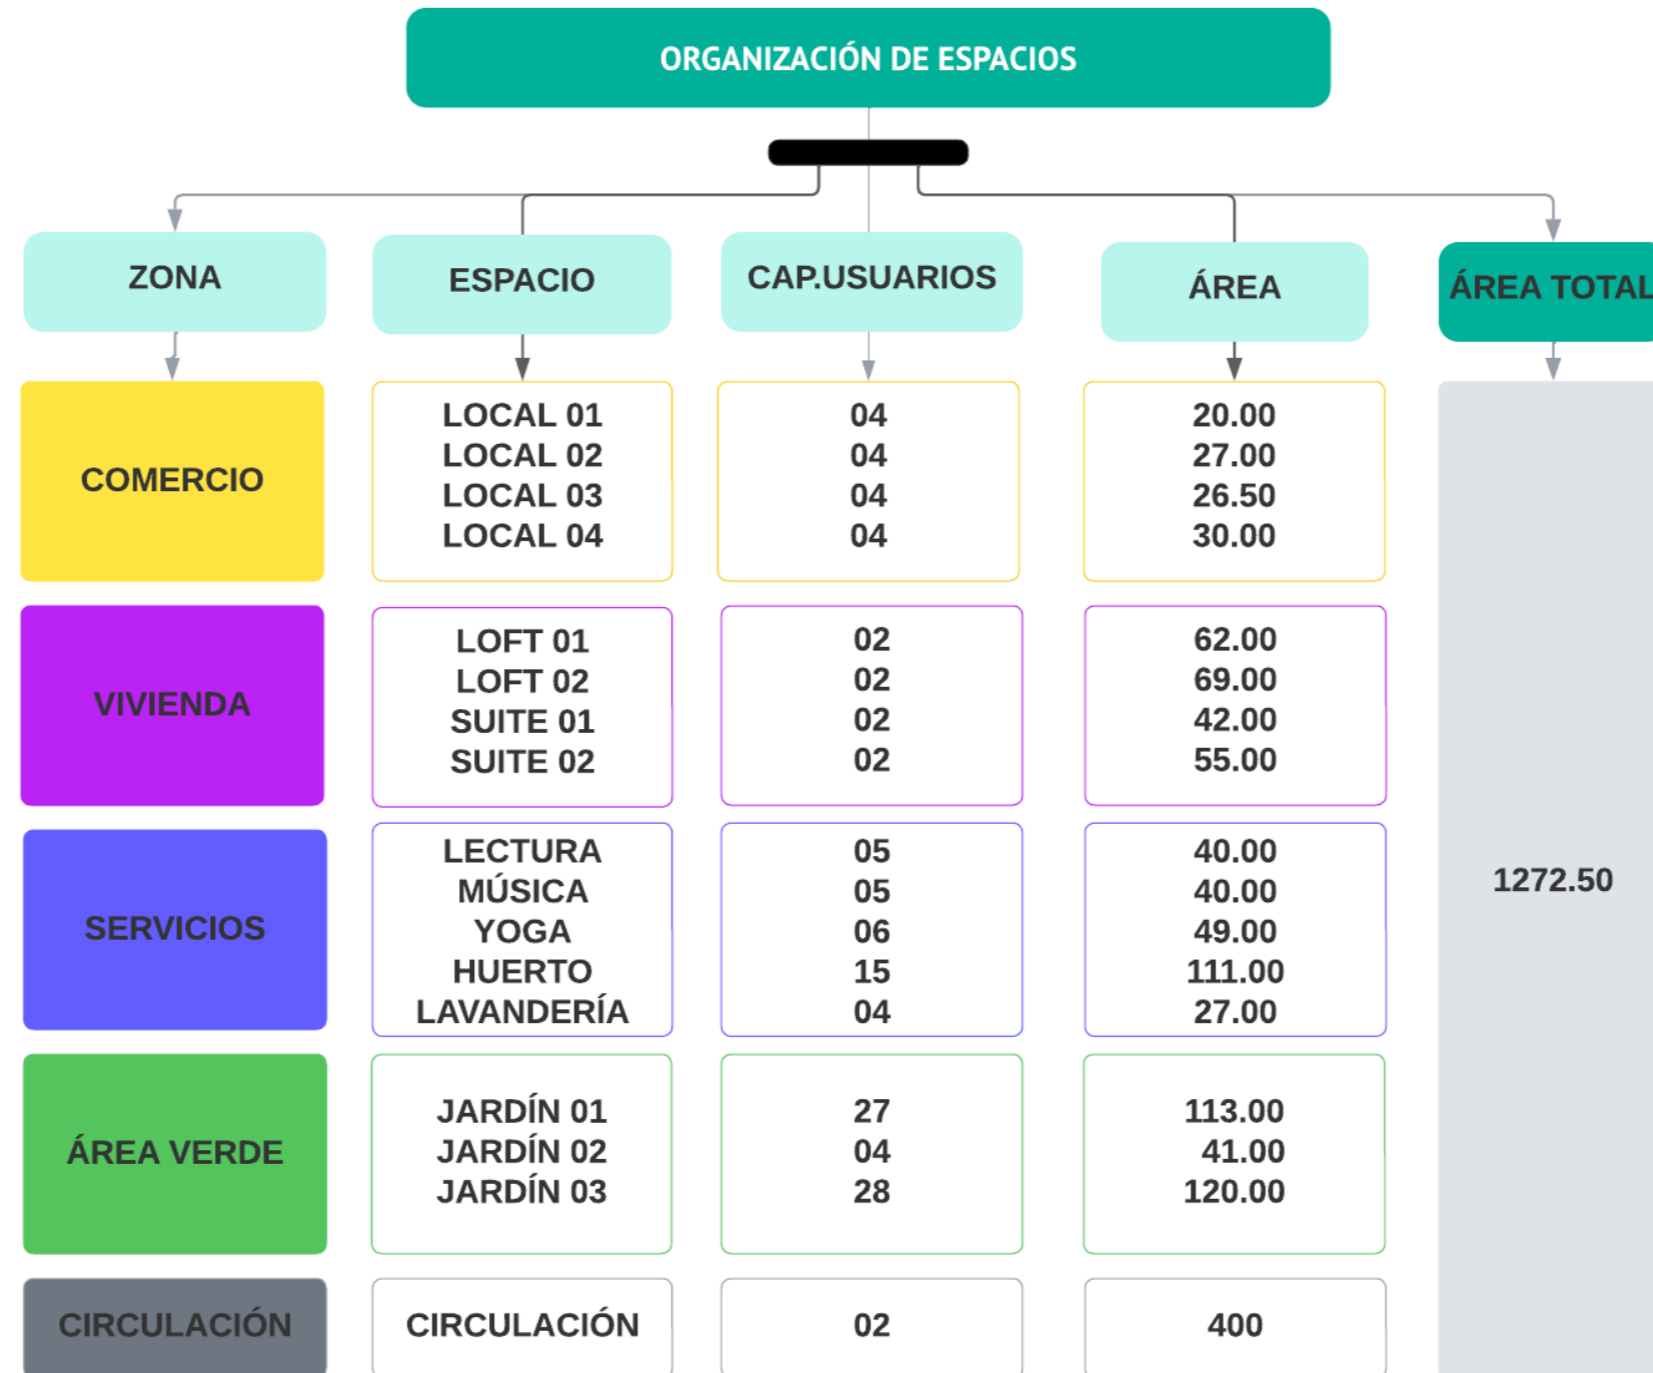 ORGANIZACIÓN DE ESPACIOS
ZONA
ESPACIO
CAP.USUARIOS
ÁREA
ÁREA TOTAL
COMERCIO
LOCAL 01
LOCAL 02
LOCAL 03
LOCAL 04
04
04
04
04
20.00
27.00
26.50
30.00
VIVIENDA
LOFT 01
LOFT 02
SUITE 01
SUITE 02
02
02
02
02
62.00
69.00
42.00
55.00
SERVICIOS
LECTURA
MÚSICA
YOGA
HUERTO
LAVANDERÍA
05
05
06
15
04
40.00
40.00
49.00
111.00
27.00
1272.50
ÁREA VERDE
JARDÍN 01
JARDÍN 02
JARDÍN 03
27
04
28
113.00
41.00
120.00
CIRCULACIÓN
CIRCULACIÓN
02
400